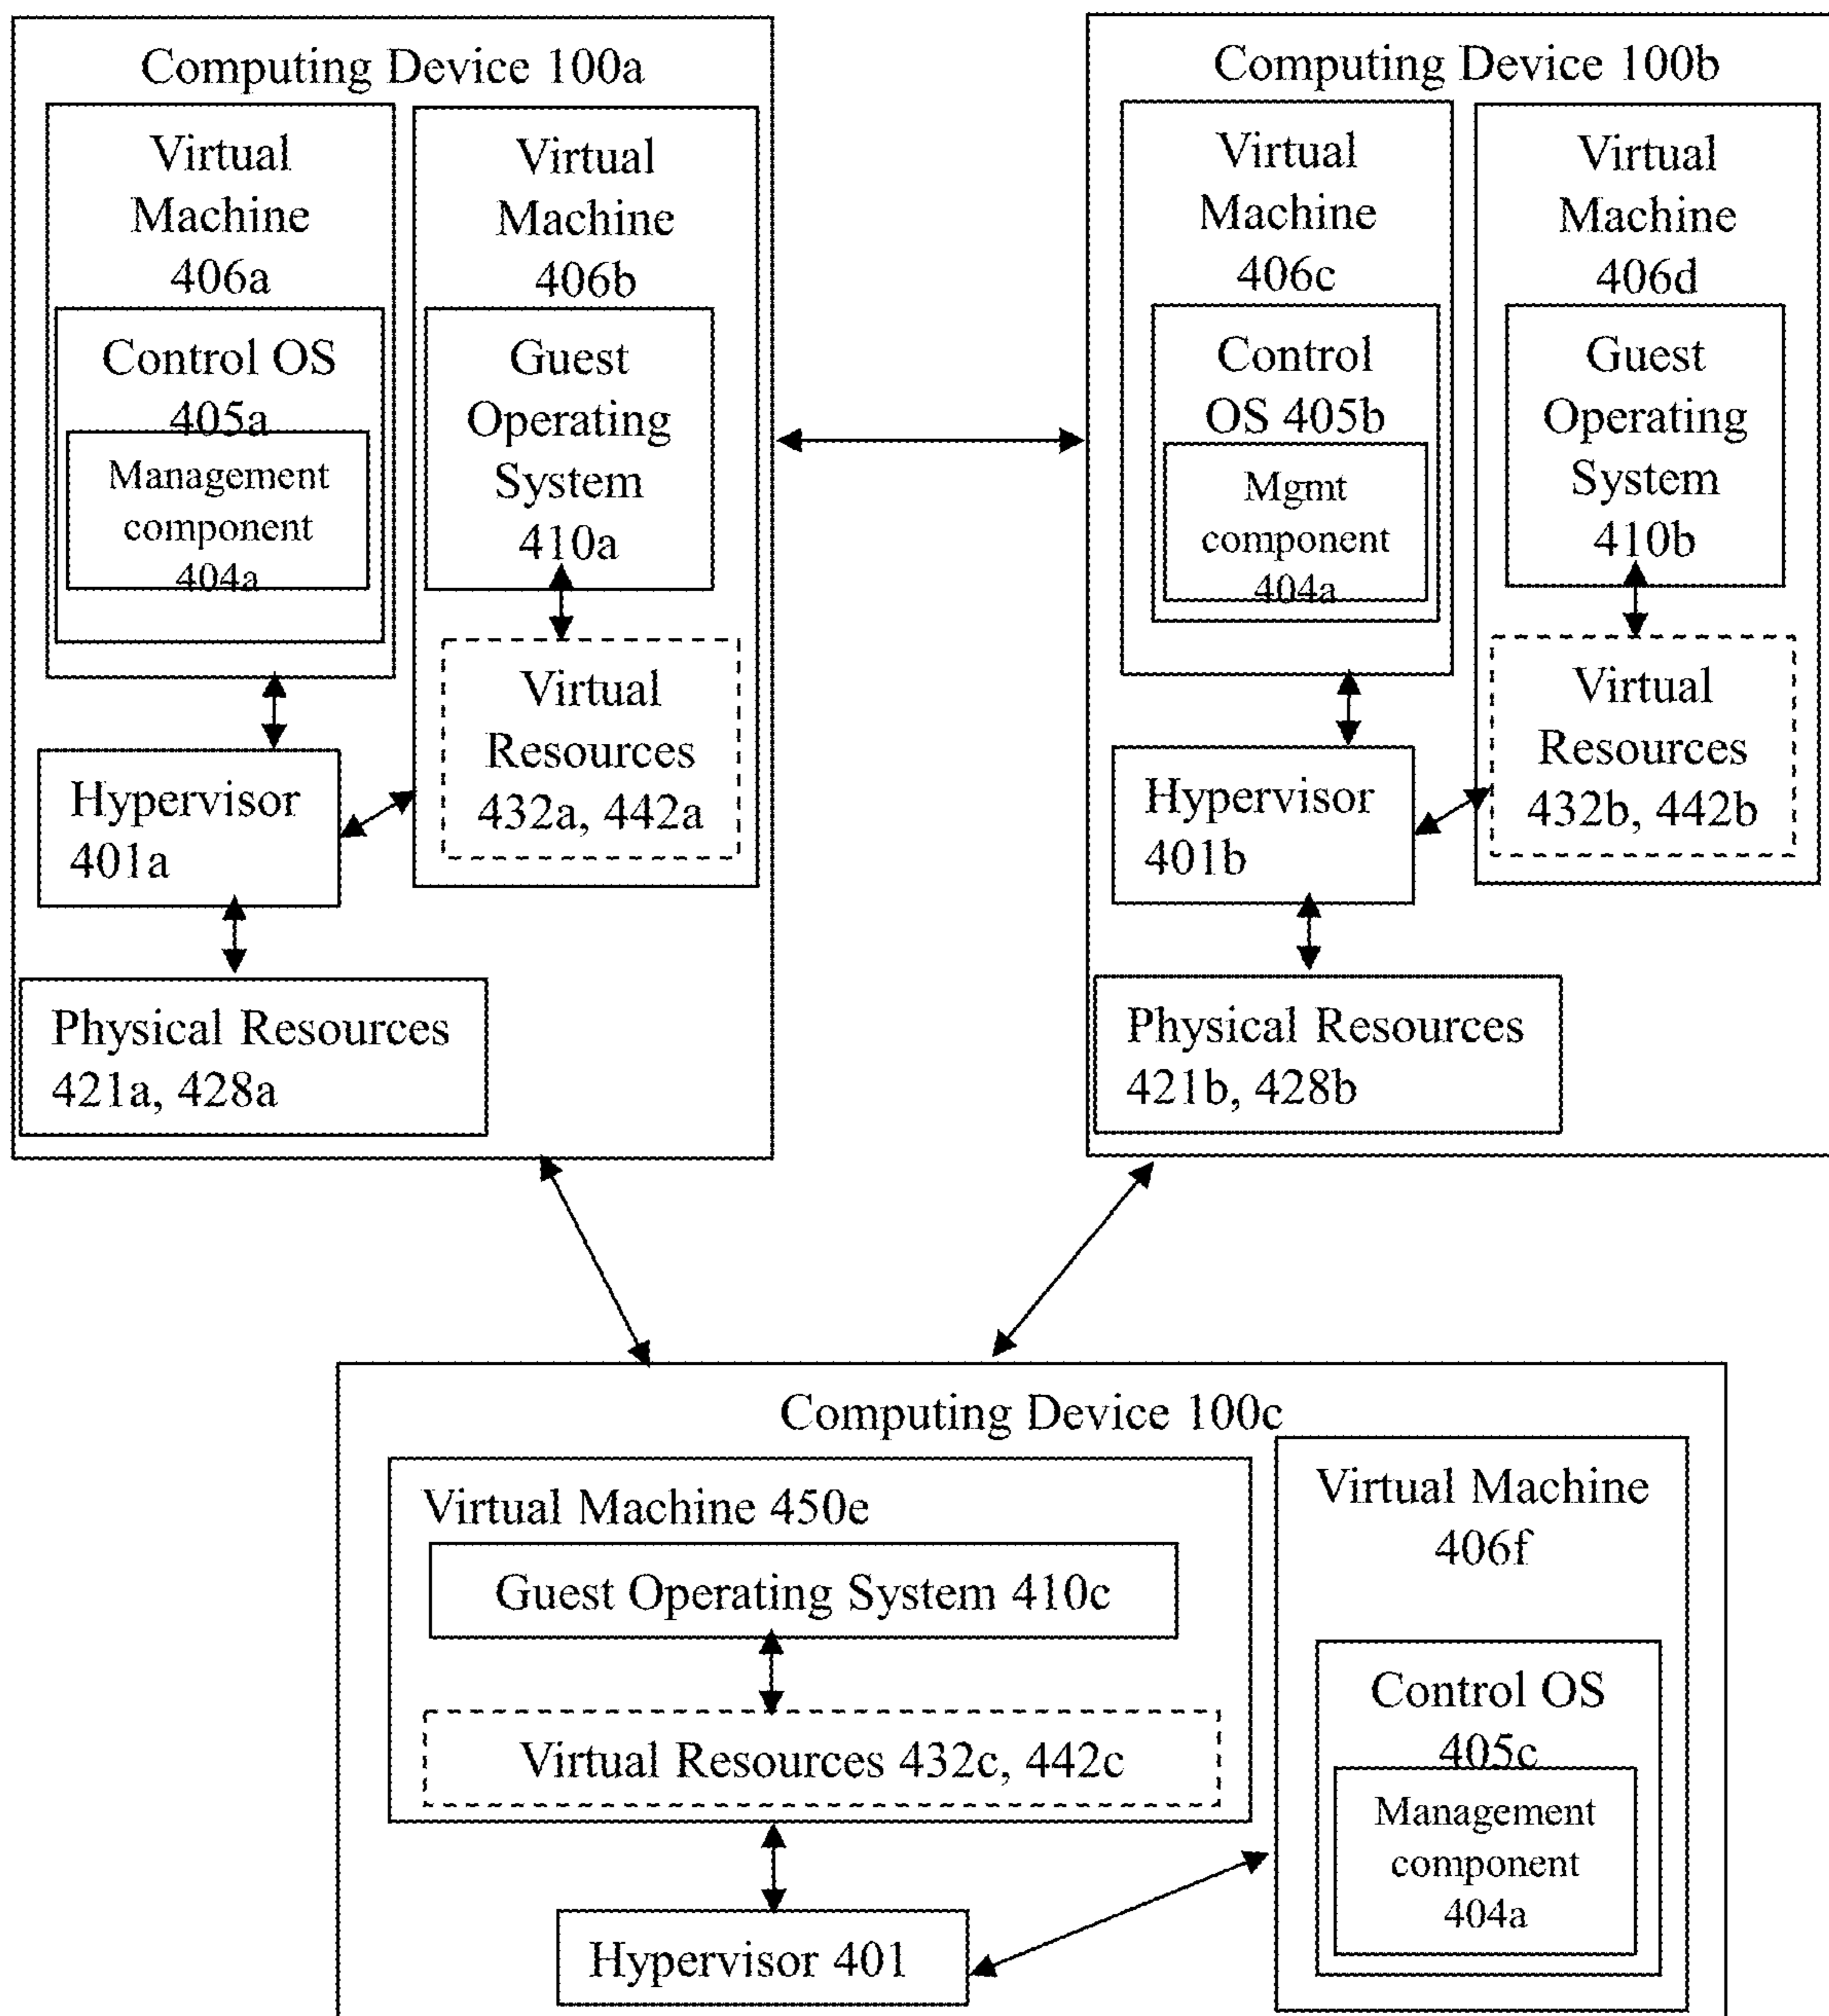 Computing Device 100a
Virtual
Machine
406a
Control OS
405a
Management
component
404a
Virtual
Machine
406b
Guest
Operating
System
410a
Virtual
Resources
432a, 442a
Hypervisor
401a
Physical Resources
421a, 428a
Computing Device 100b
Virtual
Machine
406c
Control
OS 405b
Mgmt
component
404a
Virtual
Machine
406d
Guest
Operating
System
410b
Virtual
Resources
432b, 442b
Hypervisor
401b
Physical Resources
421b, 428b
Computing Device 100c
Virtual Machine 450e
Guest Operating System 410c
Virtual Resources 432c, 442c
Hypervisor 401
Virtual Machine
406f
Control OS
405c
Management
component
404a